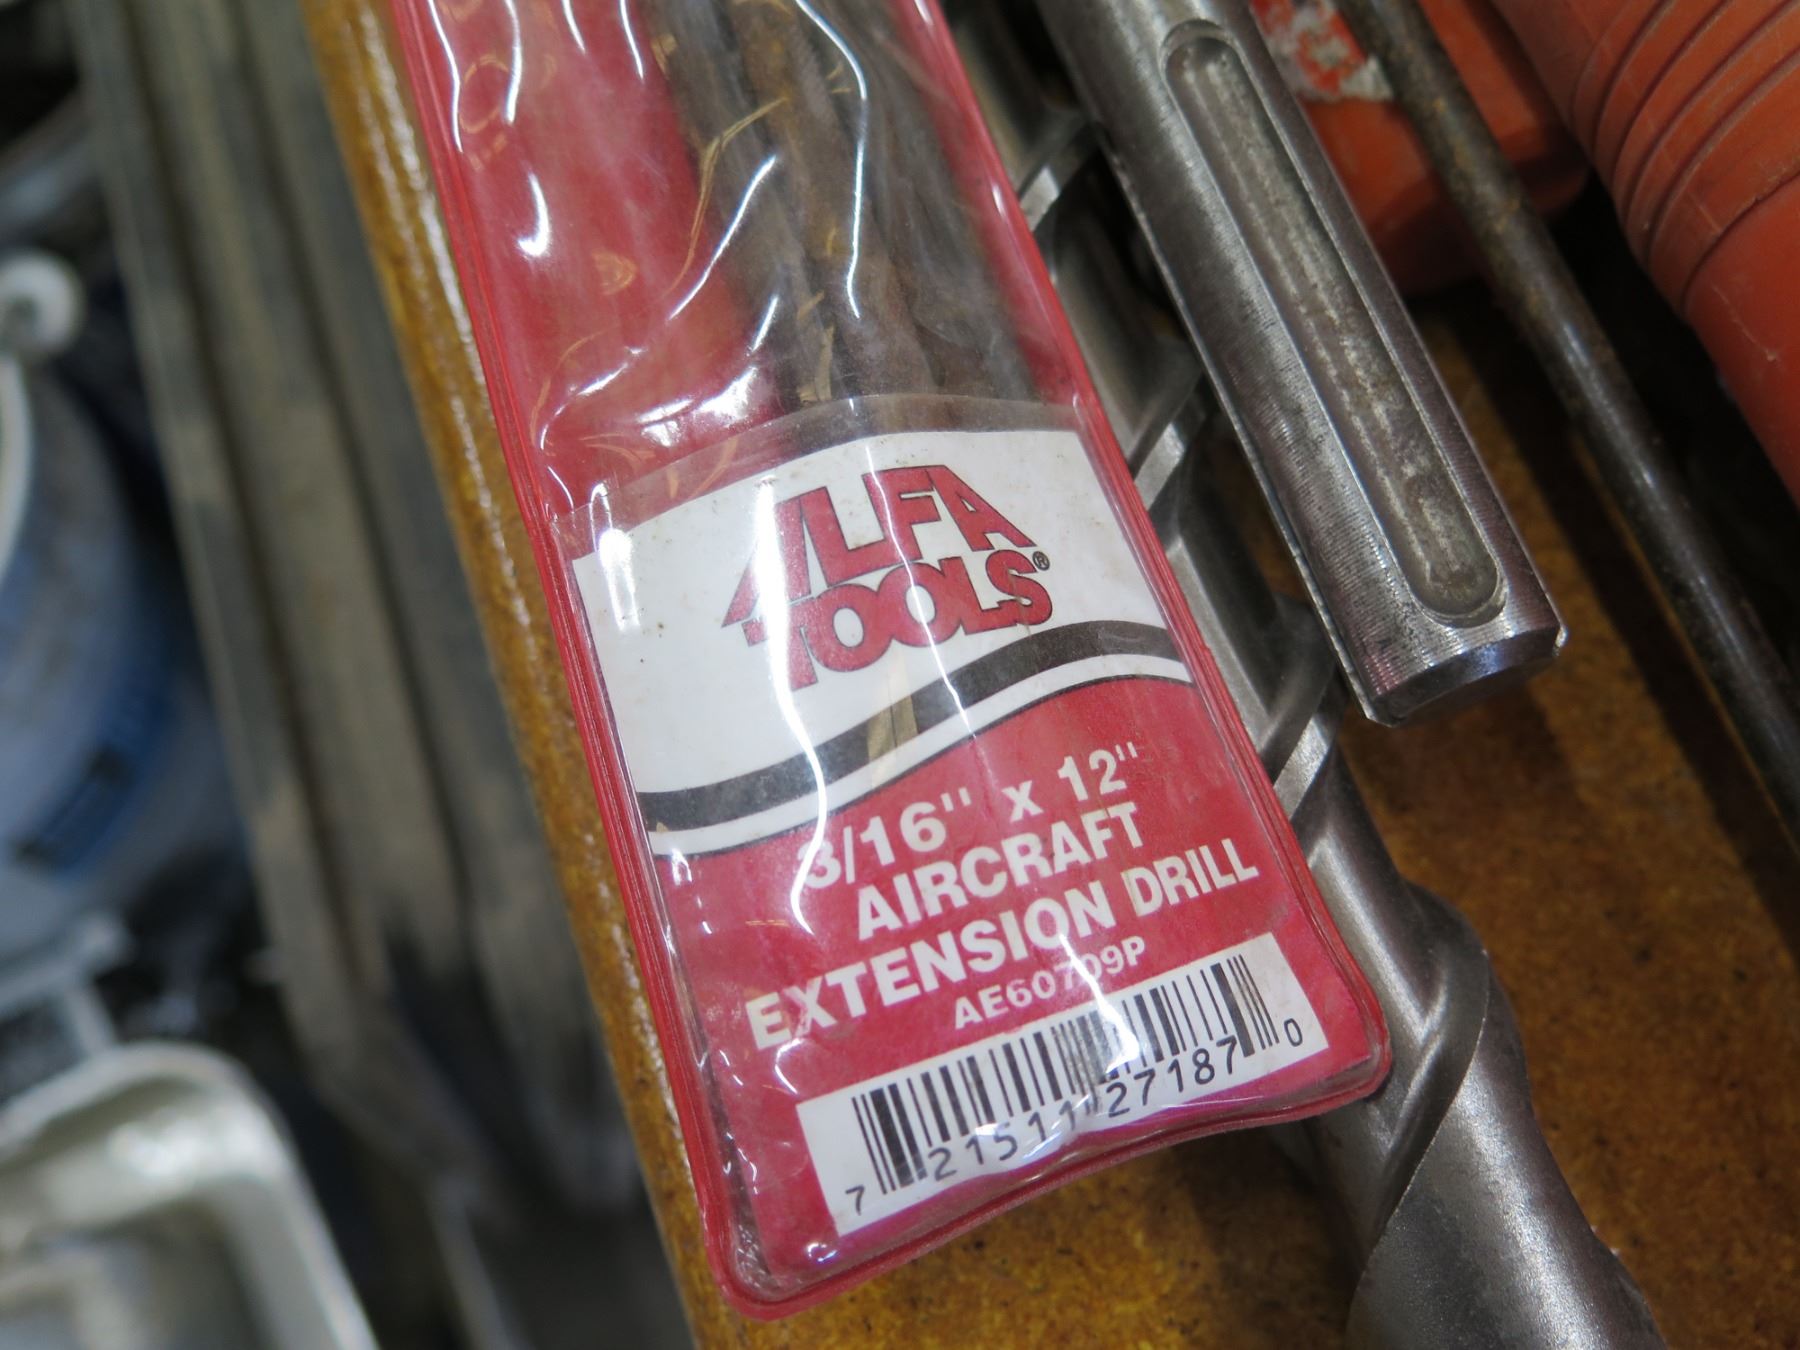 ALFA
TOOLS®
3/16" x 12"
AIRCRAFT
EXTENSION DRILL
AE60709P
7 21511 27187 0